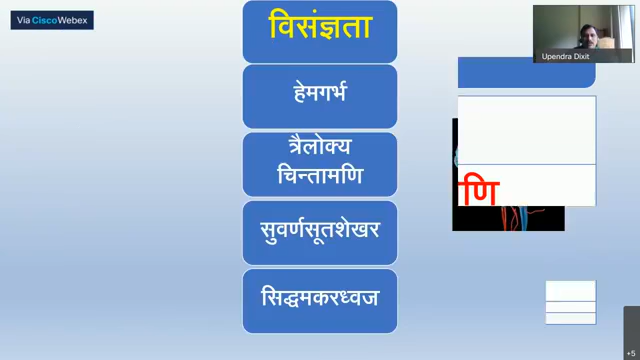 Via CiscoWebex
विसंज्ञता
हेमगर्भ
त्रैलोक्य
चिन्तामणि
सुवर्णसूतशेखर
सिद्धमकरध्वज
णि
Upendra Dixit
+5